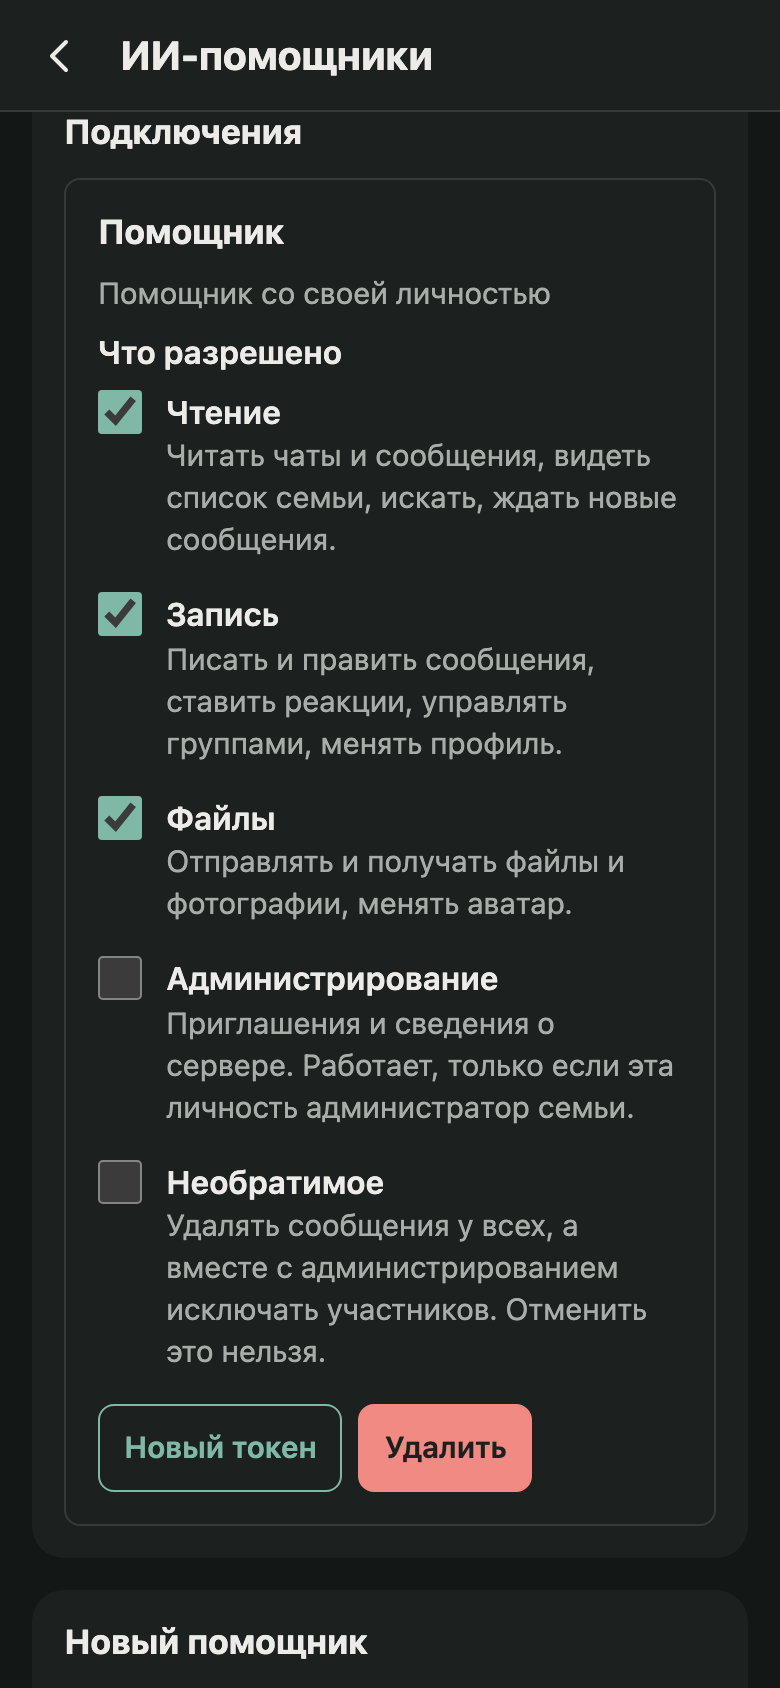 ИИ-помощники
Подключения
Помощник
Помощник со своей личностью
Что разрешено
Чтение
Читать чаты и сообщения, видеть
список семьи, искать, ждать новые
сообщения.
Запись
Писать и править сообщения,
ставить реакции, управлять
группами, менять профиль.
Файлы
Отправлять и получать файлы и
фотографии, менять аватар.
Администрирование
Приглашения и сведения о
сервере. Работает, только если эта
личность администратор семьи.
Необратимое
Удалять сообщения у всех, а
вместе с администрированием
исключать участников. Отменить
это нельзя.
Новый токен
Удалить
Новый помощник